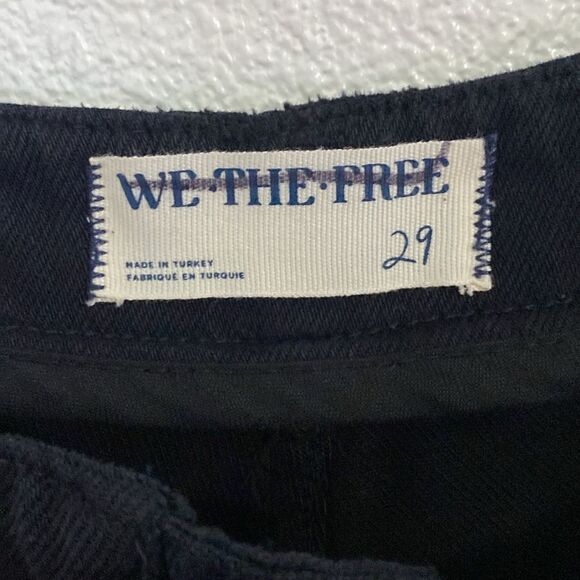 WE·THE·FREE
29
MADE IN TURKEY
FABRIQUÉ EN TURQUIE